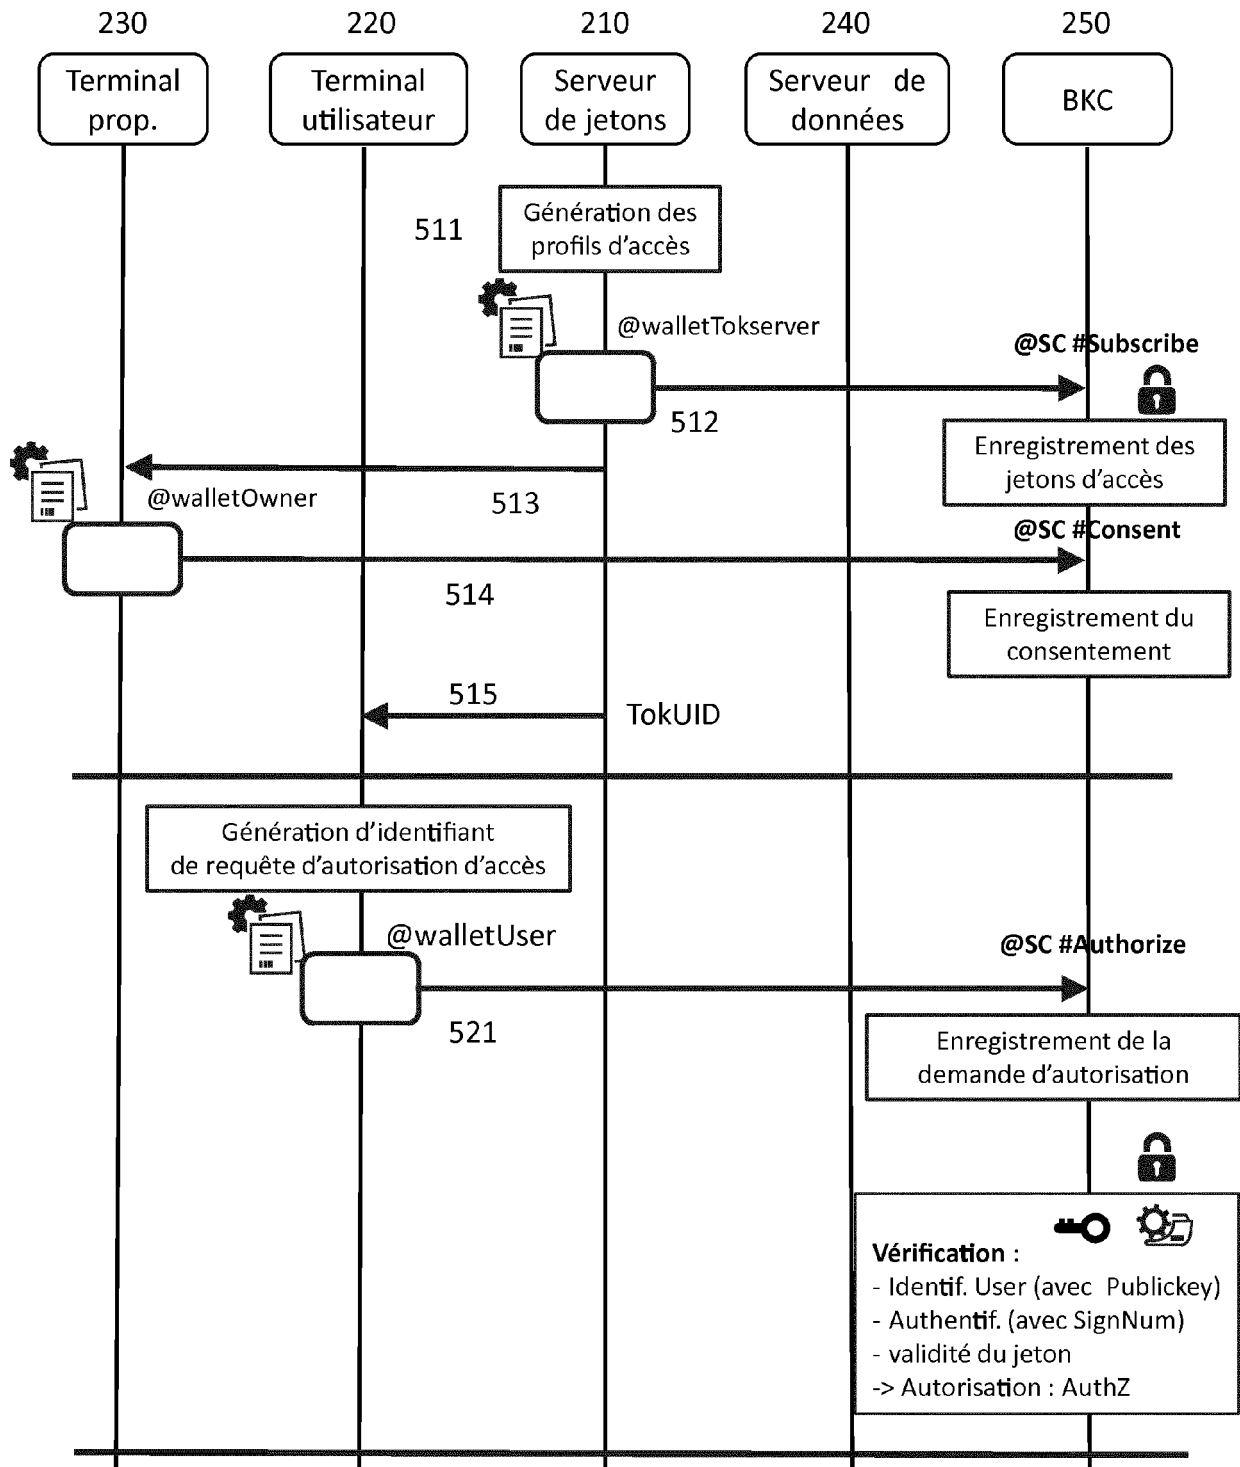 230
220
210
240
250
Terminal
prop.
Terminal
utilisateur
Serveur
de jetons
Serveur de
données
BKC
511
Génération des
profils d'accès
@walletTokserver
@SC #Subscribe
512
Enregistrement des
jetons d'accès
@walletOwner
513
@SC #Consent
514
Enregistrement du
consentement
515
TokUID
Génération d'identifiant
de requête d'autorisation d'accès
@walletUser
@SC #Authorize
521
Enregistrement de la
demande d'autorisation
Vérification :
- Identif. User (avec Publickey)
- Authentif. (avec SignNum)
- validité du jeton
-> Autorisation : AuthZ